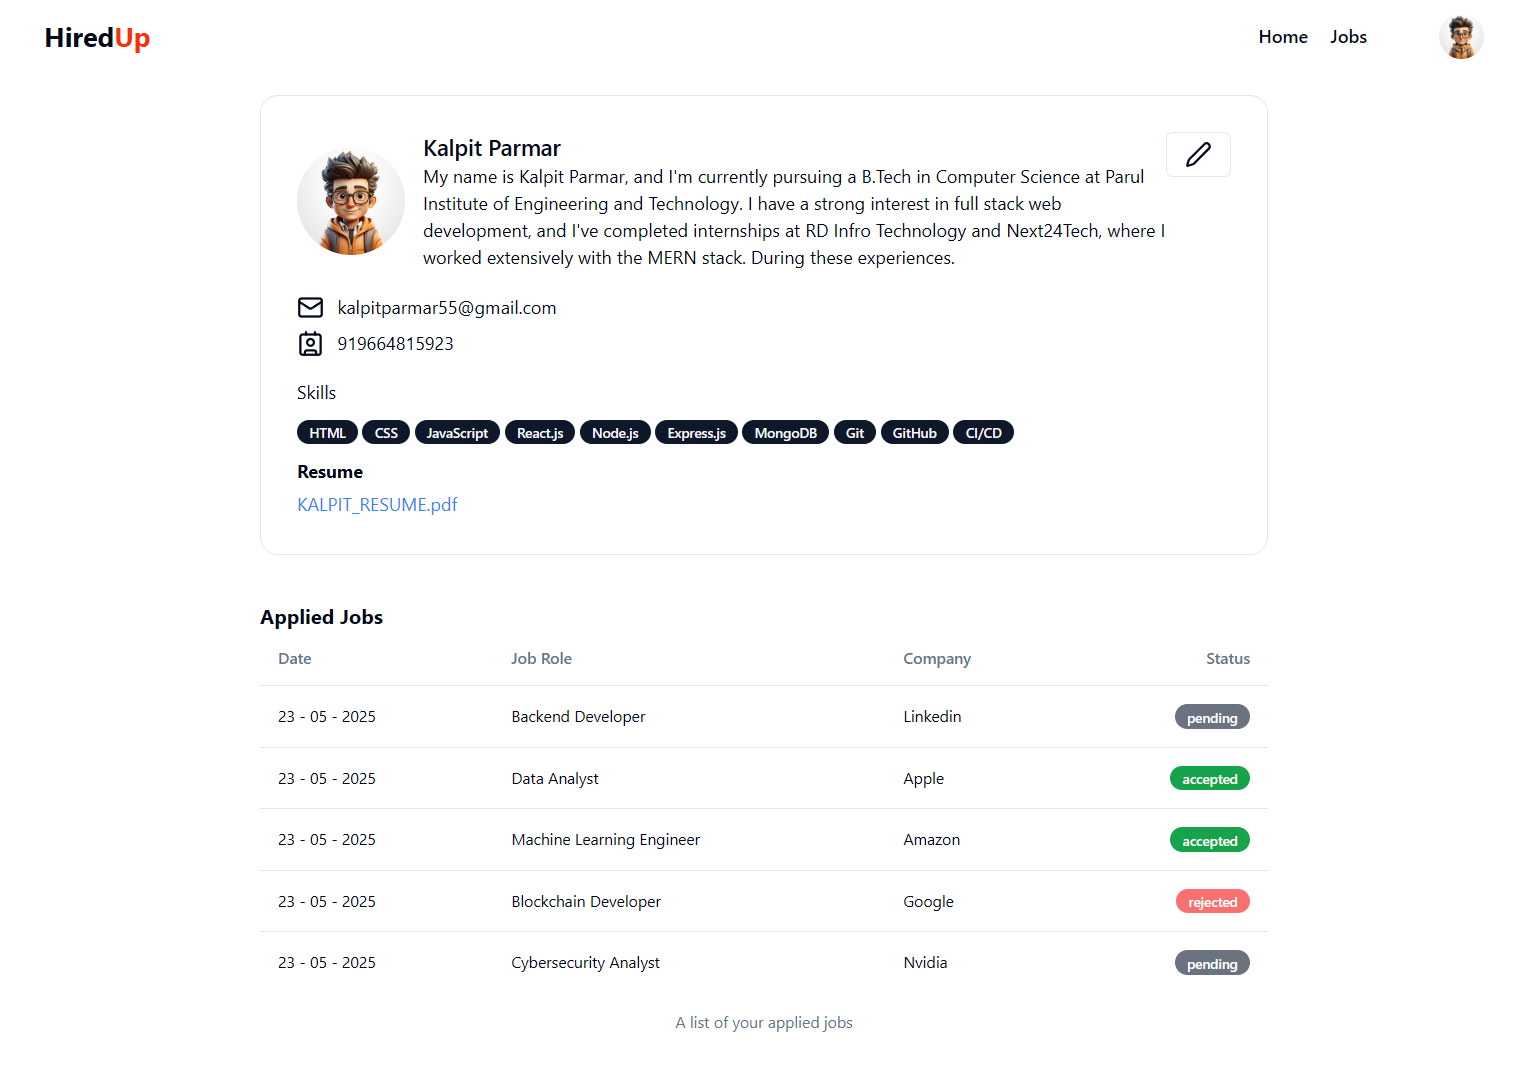 HiredUp
Home Jobs
Kalpit Parmar
My name is Kalpit Parmar, and I'm currently pursuing a B.Tech in Computer Science at Parul
Institute of Engineering and Technology. I have a strong interest in full stack web
development, and I've completed internships at RD Infro Technology and Next24Tech, where I
worked extensively with the MERN stack. During these experiences.
kalpitparmar55@gmail.com
919664815923
Skills
HTML CSS JavaScript React.js Node.js Express.js MongoDB Git GitHub CI/CD
Resume
KALPIT_RESUME.pdf
Applied Jobs
Date Job Role Company Status
23 - 05 - 2025 Backend Developer Linkedin pending
23 - 05 - 2025 Data Analyst Apple accepted
23 - 05 - 2025 Machine Learning Engineer Amazon accepted
23 - 05 - 2025 Blockchain Developer Google rejected
23 - 05 - 2025 Cybersecurity Analyst Nvidia pending
A list of your applied jobs